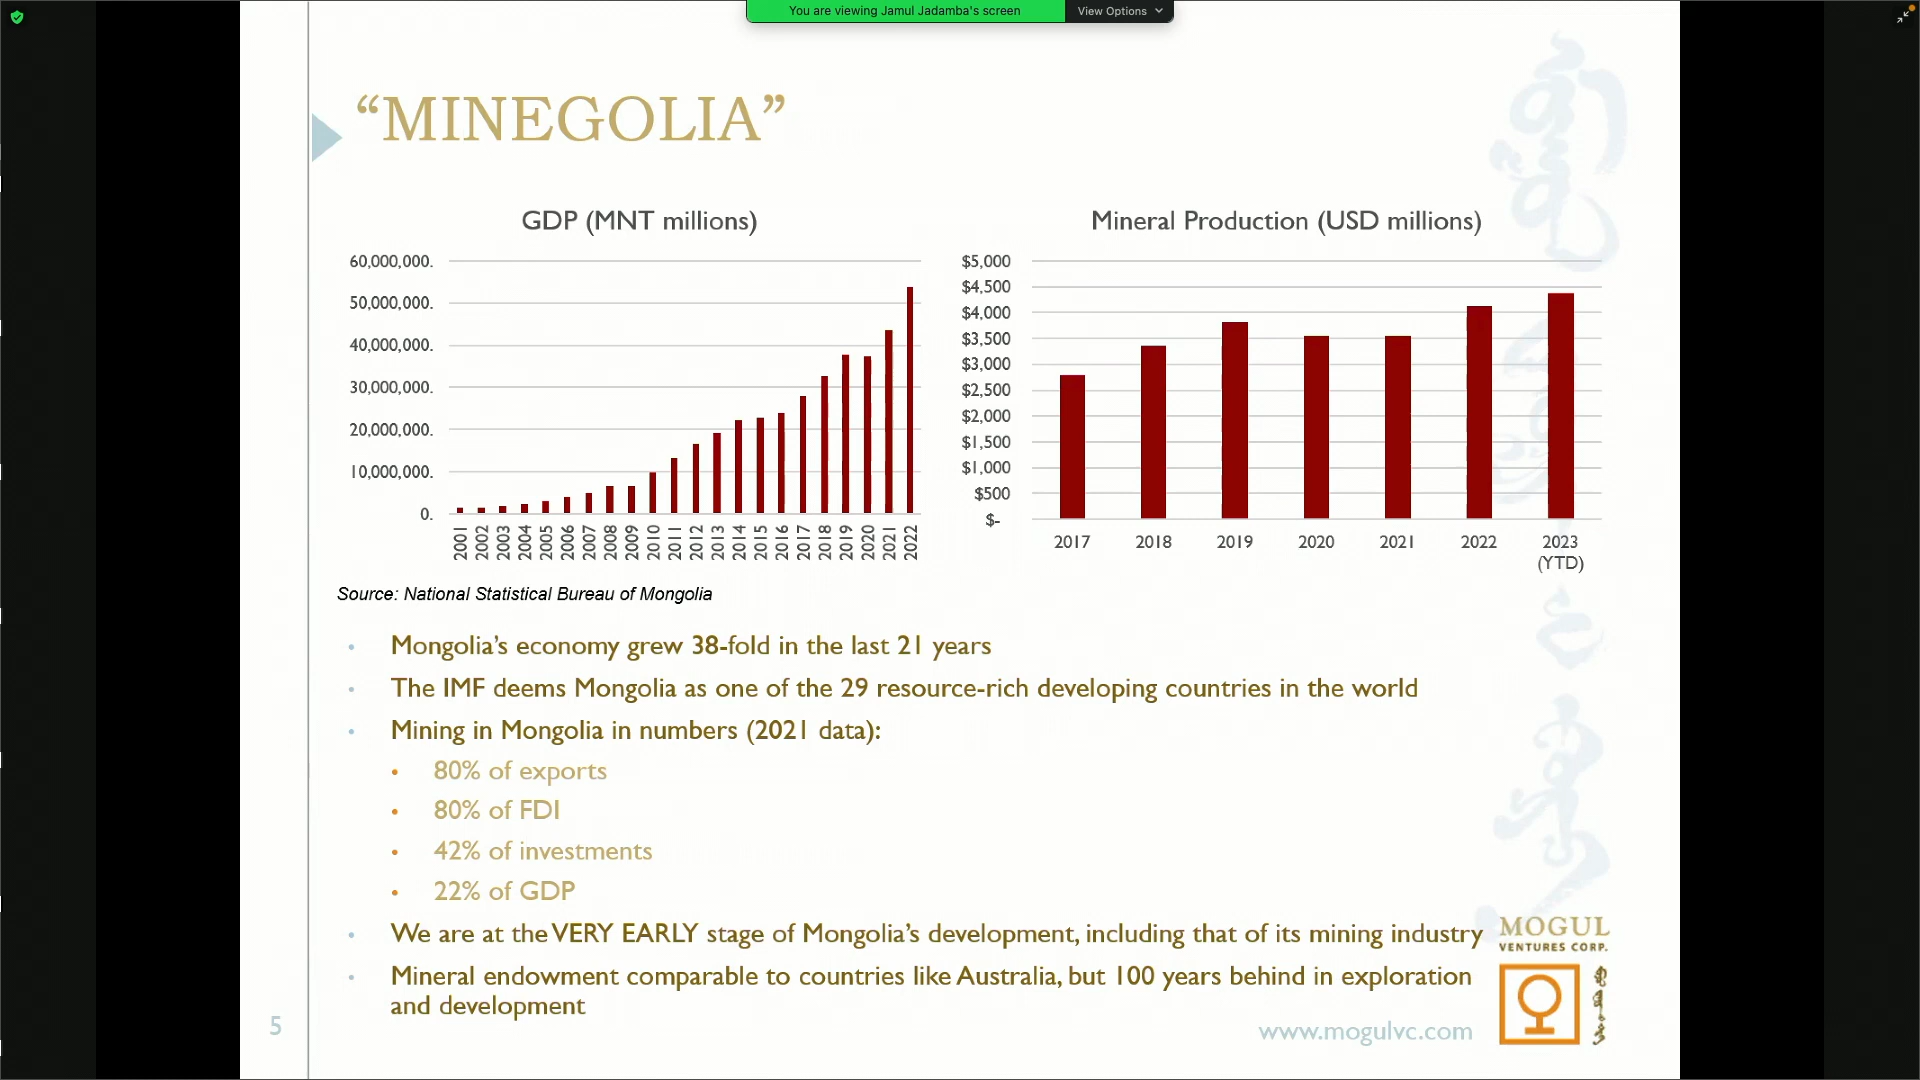 You are viewing Jamul Jadamba's screen
View Options
“MINEGOLIA”
GDP (MNT millions)
60,000,000.
50,000,000.
40,000,000.
30,000,000.
20,000,000.
10,000,000.
0.
2001 2002 2003 2004 2005 2006 2007 2008 2009 2010 2011 2012 2013 2014 2015 2016 2017 2018 2019 2020 2021 2022
Mineral Production (USD millions)
$5,000
$4,500
$4,000
$3,500
$3,000
$2,500
$2,000
$1,500
$1,000
$500
$-
2017 2018 2019 2020 2021 2022 2023
(YTD)
Source: National Statistical Bureau of Mongolia
• Mongolia’s economy grew 38-fold in the last 21 years
• The IMF deems Mongolia as one of the 29 resource-rich developing countries in the world
• Mining in Mongolia in numbers (2021 data):
• 80% of exports
• 80% of FDI
• 42% of investments
• 22% of GDP
• We are at the VERY EARLY stage of Mongolia’s development, including that of its mining industry
• Mineral endowment comparable to countries like Australia, but 100 years behind in exploration
and development
MOGUL
VENTURES CORP.
www.mogulvc.com
5